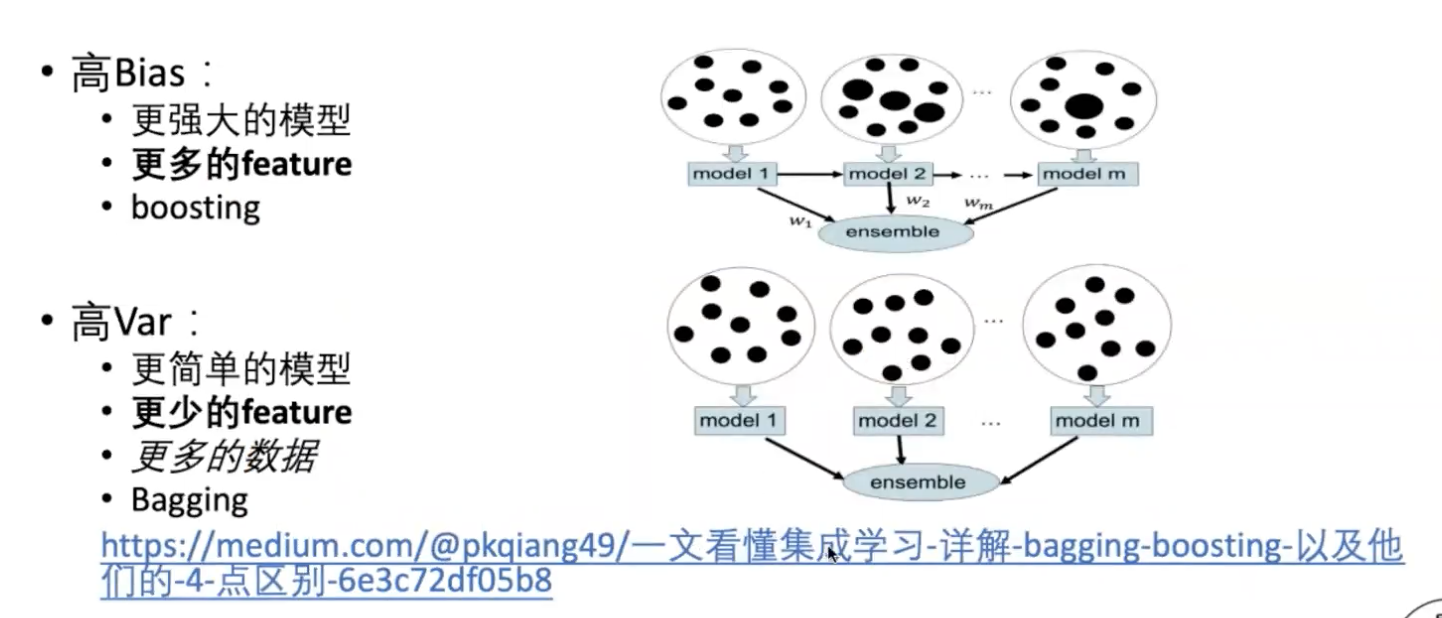 • 高Bias：
• 更强大的模型
• 更多的feature
• boosting
...
model 1
model 2
...
model m
w₁
w₂
wₘ
ensemble
• 高Var：
• 更简单的模型
• 更少的feature
• 更多的数据
• Bagging
...
model 1
model 2
...
model m
ensemble
https://medium.com/@pkqiang49/一文看懂集成学习-详解-bagging-boosting-以及他
们的-4-点区别-6e3c72df05b8